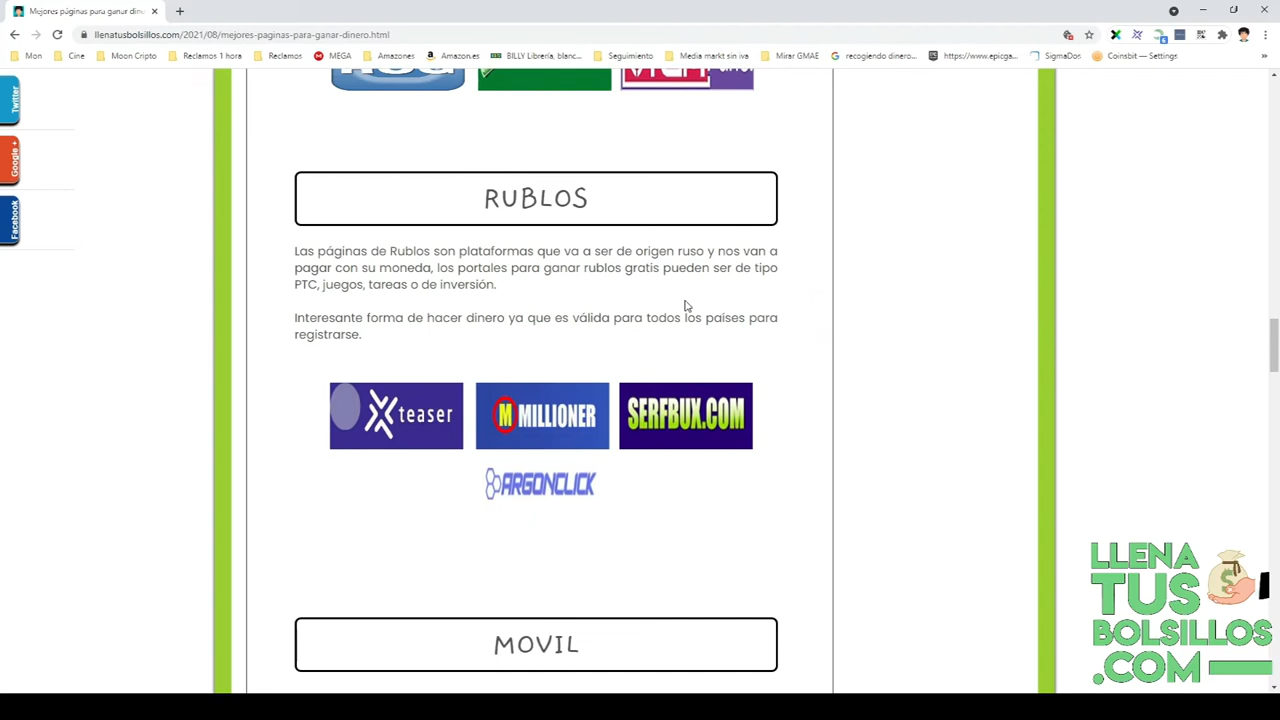 Mejores páginas para ganar din
llenatusbolsillos.com/2021/08/mejores-paginas-para-ganar-dinero.html
Mon
Cine
Moon Cripto
Reclamos 1 hora
Reclamos
MEGA
Amazones
Amazon.es
BILLY Librería, blanc...
Seguimiento
Media markt sin iva
Mirar GMAE
recogiendo dinero...
https://www.epicga...
SigmaDos
Coinsbit — Settings
Twitter
Google +
Facebook
RUBLOS
Las páginas de Rublos son plataformas que va a ser de origen ruso y nos van a
pagar con su moneda, los portales para ganar rublos gratis pueden ser de tipo
PTC, juegos, tareas o de inversión.
Interesante forma de hacer dinero ya que es válida para todos los países para
registrarse.
teaser
M MILLIONER
SERFBUX.COM
ARGONCLICK
MOVIL
LLENA
TUS
BOLSILLOS
.COM